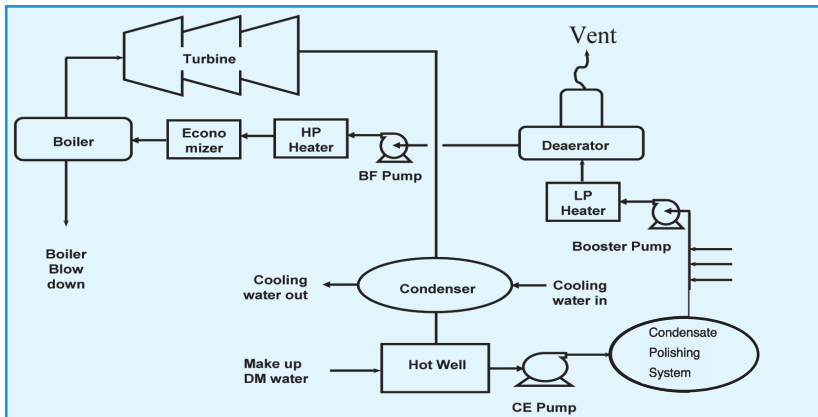 Vent
Turbine
Boiler
Econo
mizer
HP
Heater
BF Pump
Deaerator
LP
Heater
Booster Pump
Boiler
Blow
down
Cooling
water out
Condenser
Cooling
water in
Make up
DM water
Hot Well
CE Pump
Condensate
Polishing
System